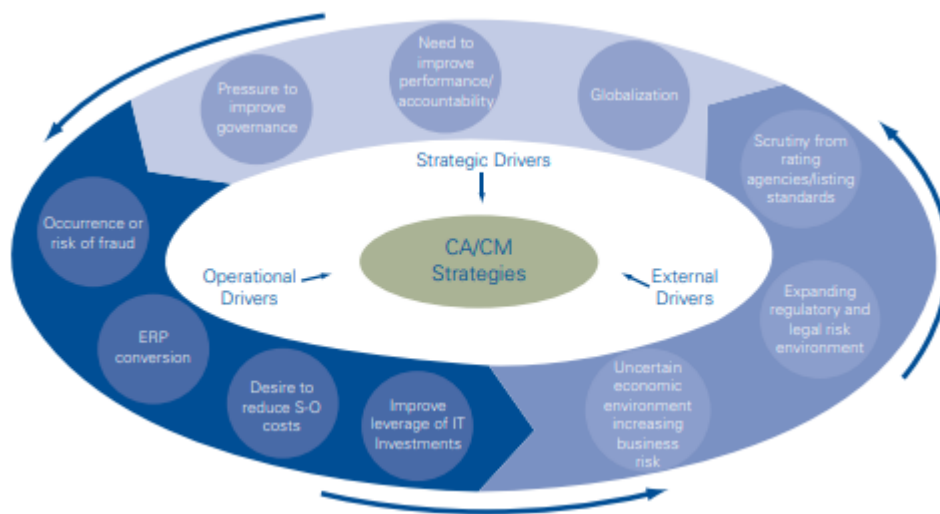 Pressure to
improve
governance
Need to
improve
performance/
accountability
Globalization
Scrutiny from
rating
agencies/listing
standards
Strategic Drivers
Occurrence or
risk of fraud
CA/CM
Strategies
Operational
Drivers
External
Drivers
Expanding
regulatory and
legal risk
environment
ERP
conversion
Desire to
reduce S-O
costs
Improve
leverage of IT
Investments
Uncertain
economic
environment
increasing
business
risk